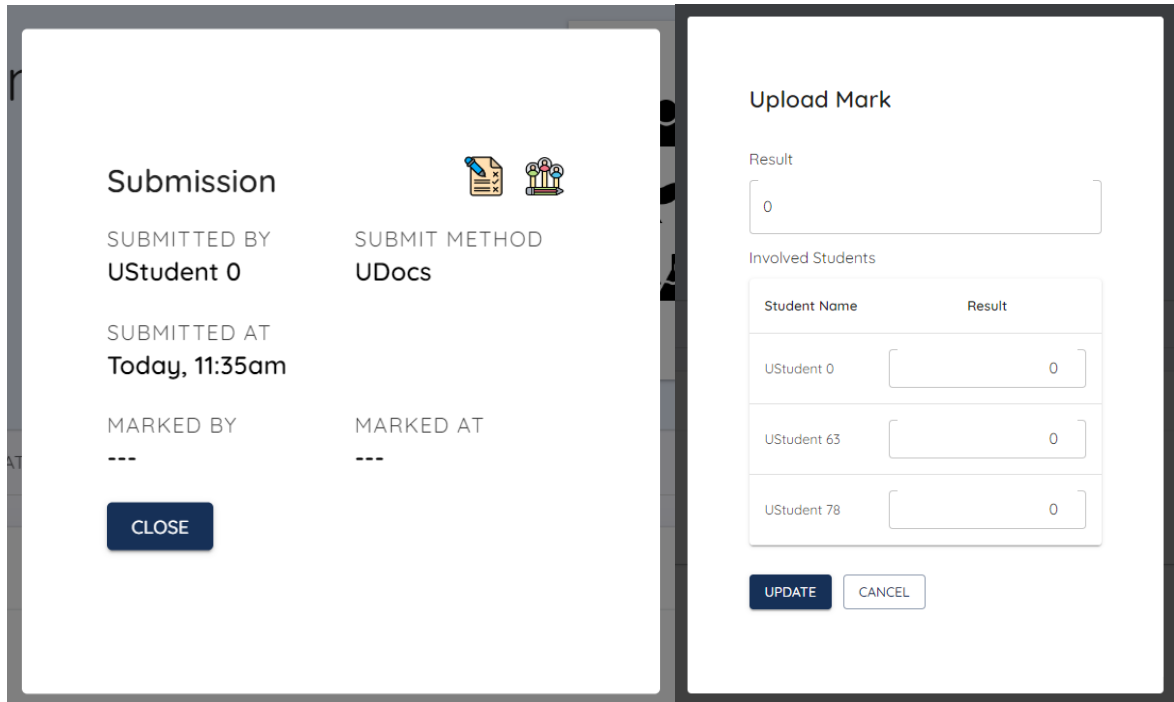 Submission
SUBMITTED BY
SUBMIT METHOD
UStudent 0
UDocs
SUBMITTED AT
Today, 11:35am
MARKED BY
MARKED AT
---
---
CLOSE
Upload Mark
Result
0
Involved Students
Student Name
Result
UStudent 0
0
UStudent 63
0
UStudent 78
0
UPDATE
CANCEL